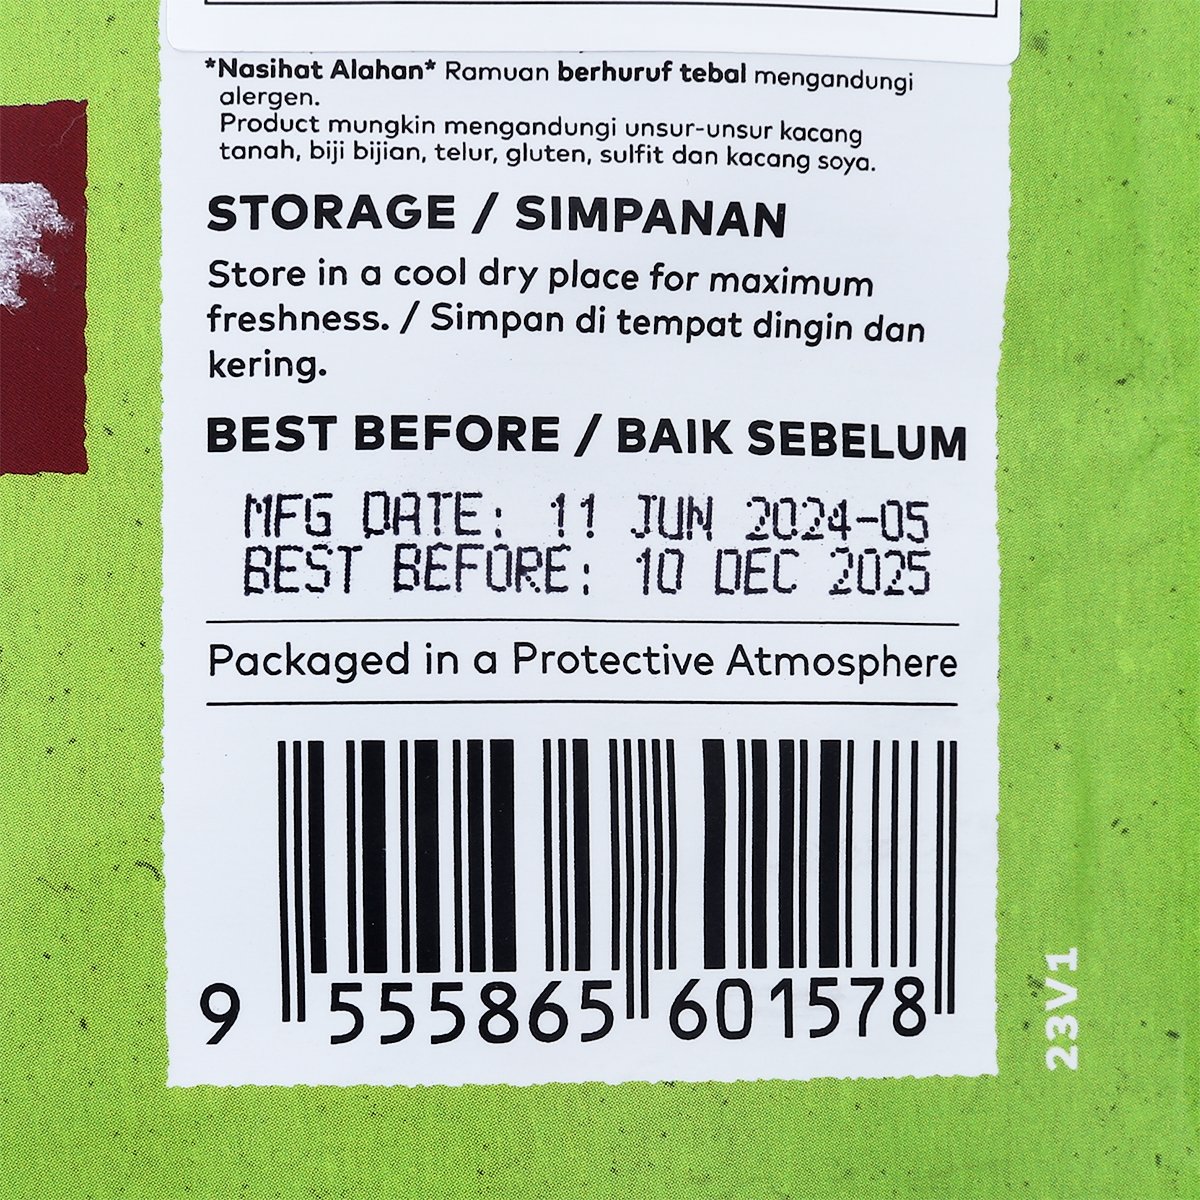 *Nasihat Alahan* Ramuan berhuruf tebal mengandungi
alergen.
Product mungkin mengandungi unsur-unsur kacang
tanah, biji bijian, telur, gluten, sulfit dan kacang soya.
STORAGE / SIMPANAN
Store in a cool dry place for maximum
freshness. / Simpan di tempat dingin dan
kering.
BEST BEFORE / BAIK SEBELUM
MFG DATE: 11 JUN 2024-05
BEST BEFORE: 10 DEC 2025
Packaged in a Protective Atmosphere
9 555865 601578
23V1